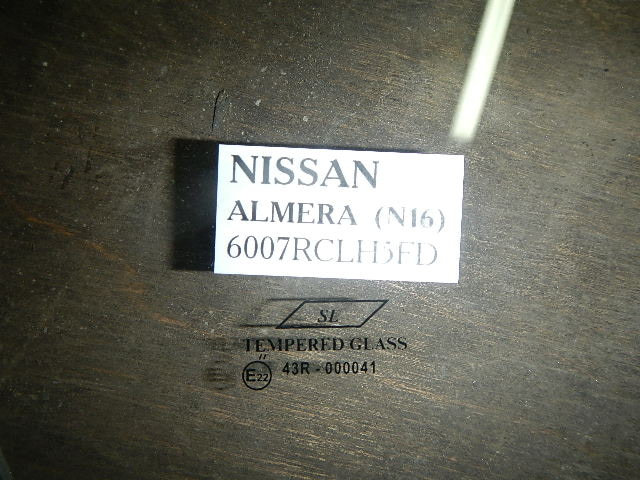 NISSAN
ALMERA (N16)
6007RCLH5FD
SL
TEMPERED GLASS
E22 43R - 000041